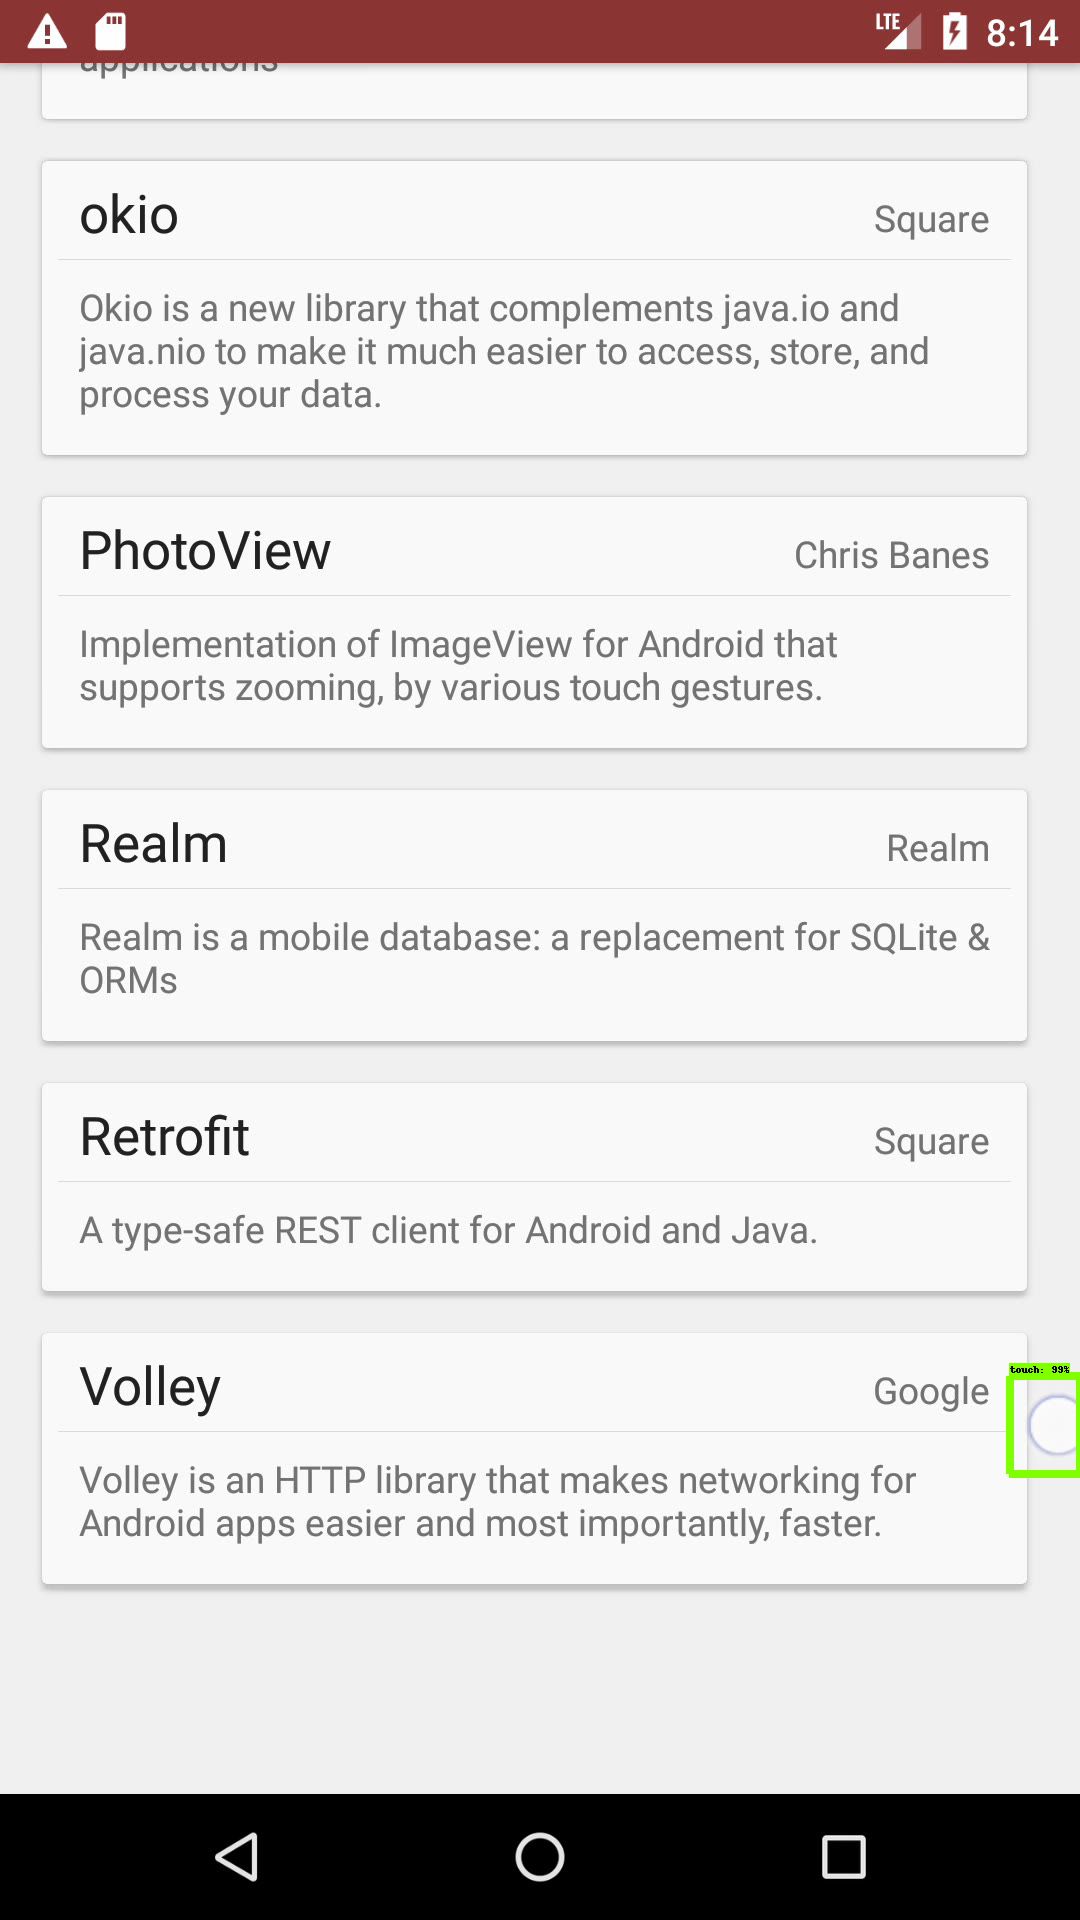 LTE 8:14
applications
okio Square
Okio is a new library that complements java.io and
java.nio to make it much easier to access, store, and
process your data.
PhotoView Chris Banes
Implementation of ImageView for Android that
supports zooming, by various touch gestures.
Realm Realm
Realm is a mobile database: a replacement for SQLite &
ORMs
Retrofit Square
A type-safe REST client for Android and Java.
Volley Google
touch: 99%
Volley is an HTTP library that makes networking for
Android apps easier and most importantly, faster.